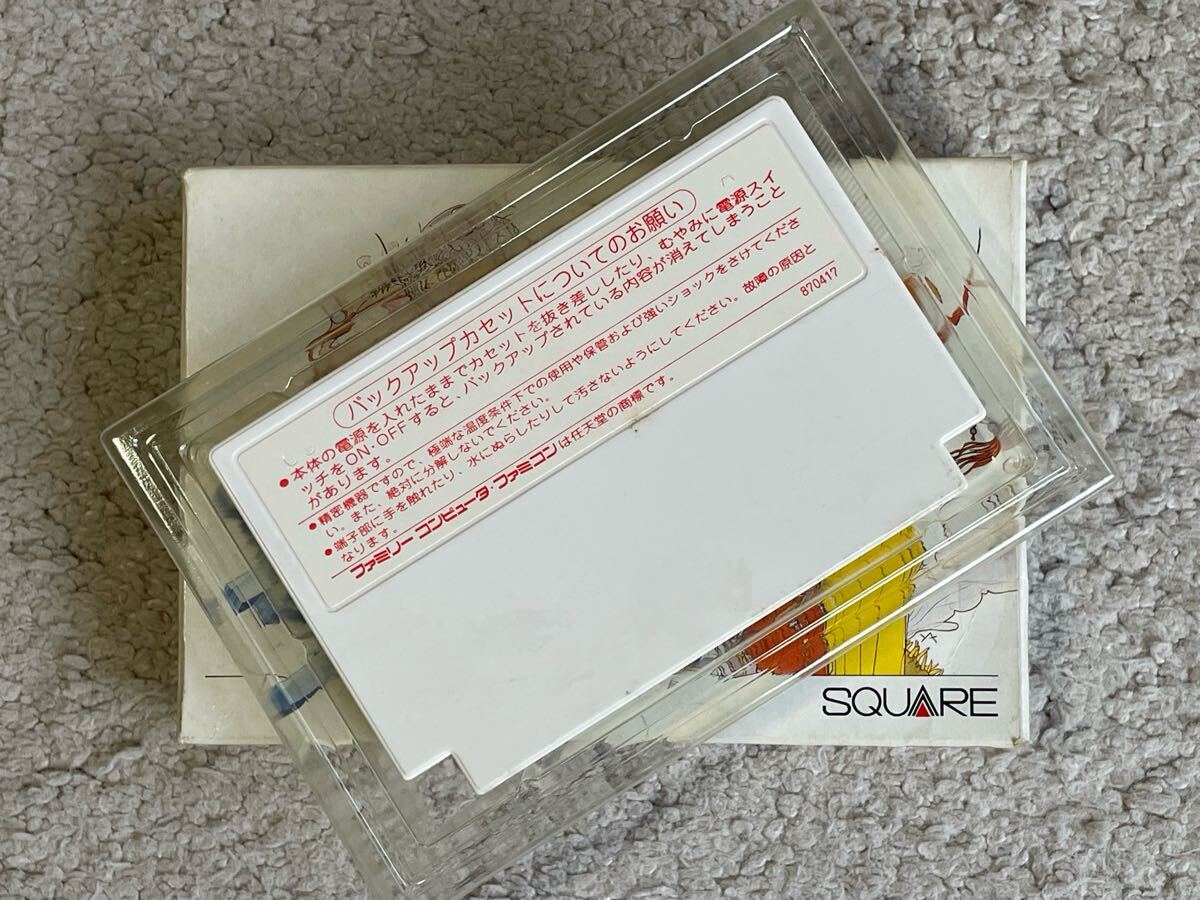 バックアップカセットについてのお願い
●本体の電源を入れたままでカセットを抜き差ししたり、むやみに電源スイ
ッチをON・OFFすると、バックアップされている内容が消えてしまうこと
があります。
●精密機器ですので、極端な温度条件下での使用や保管および強いショックをさけてくださ
い。また、絶対に分解しないでください。
●端子部に手を触れたり、水にぬらしたりして汚さないようにしてください。故障の原因と
なります。
870417
ファミリーコンピュータ・ファミコンは任天堂の商標です。
SQUARE